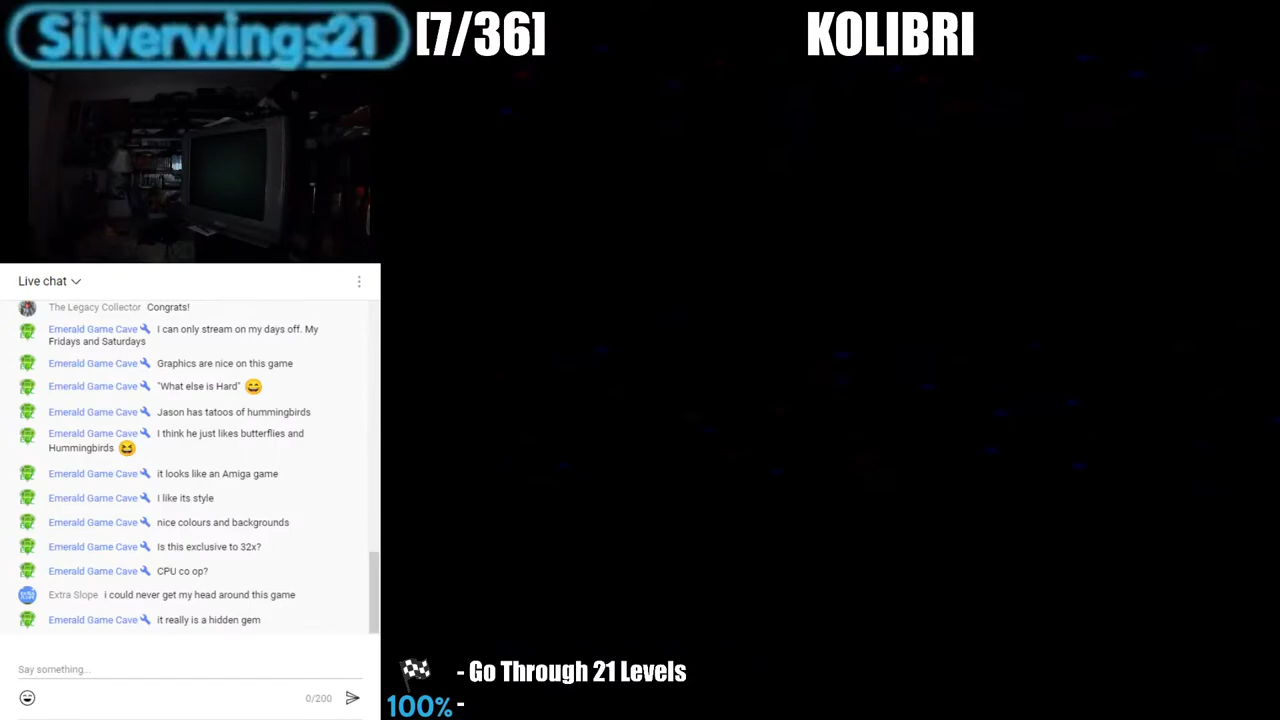 Silverwings21
[7/36]
KOLIBRI
Live chat
The Legacy Collector Congrats!
Emerald Game Cave I can only stream on my days off. My
Fridays and Saturdays
Emerald Game Cave Graphics are nice on this game
Emerald Game Cave "What else is Hard" 😄
Emerald Game Cave Jason has tatoos of hummingbirds
Emerald Game Cave I think he just likes butterflies and
Hummingbirds 😆
Emerald Game Cave it looks like an Amiga game
Emerald Game Cave I like its style
Emerald Game Cave nice colours and backgrounds
Emerald Game Cave Is this exclusive to 32x?
Emerald Game Cave CPU co op?
Extra Slope i could never get my head around this game
Emerald Game Cave it really is a hidden gem
Say something...
0/200
- Go Through 21 Levels
100% -